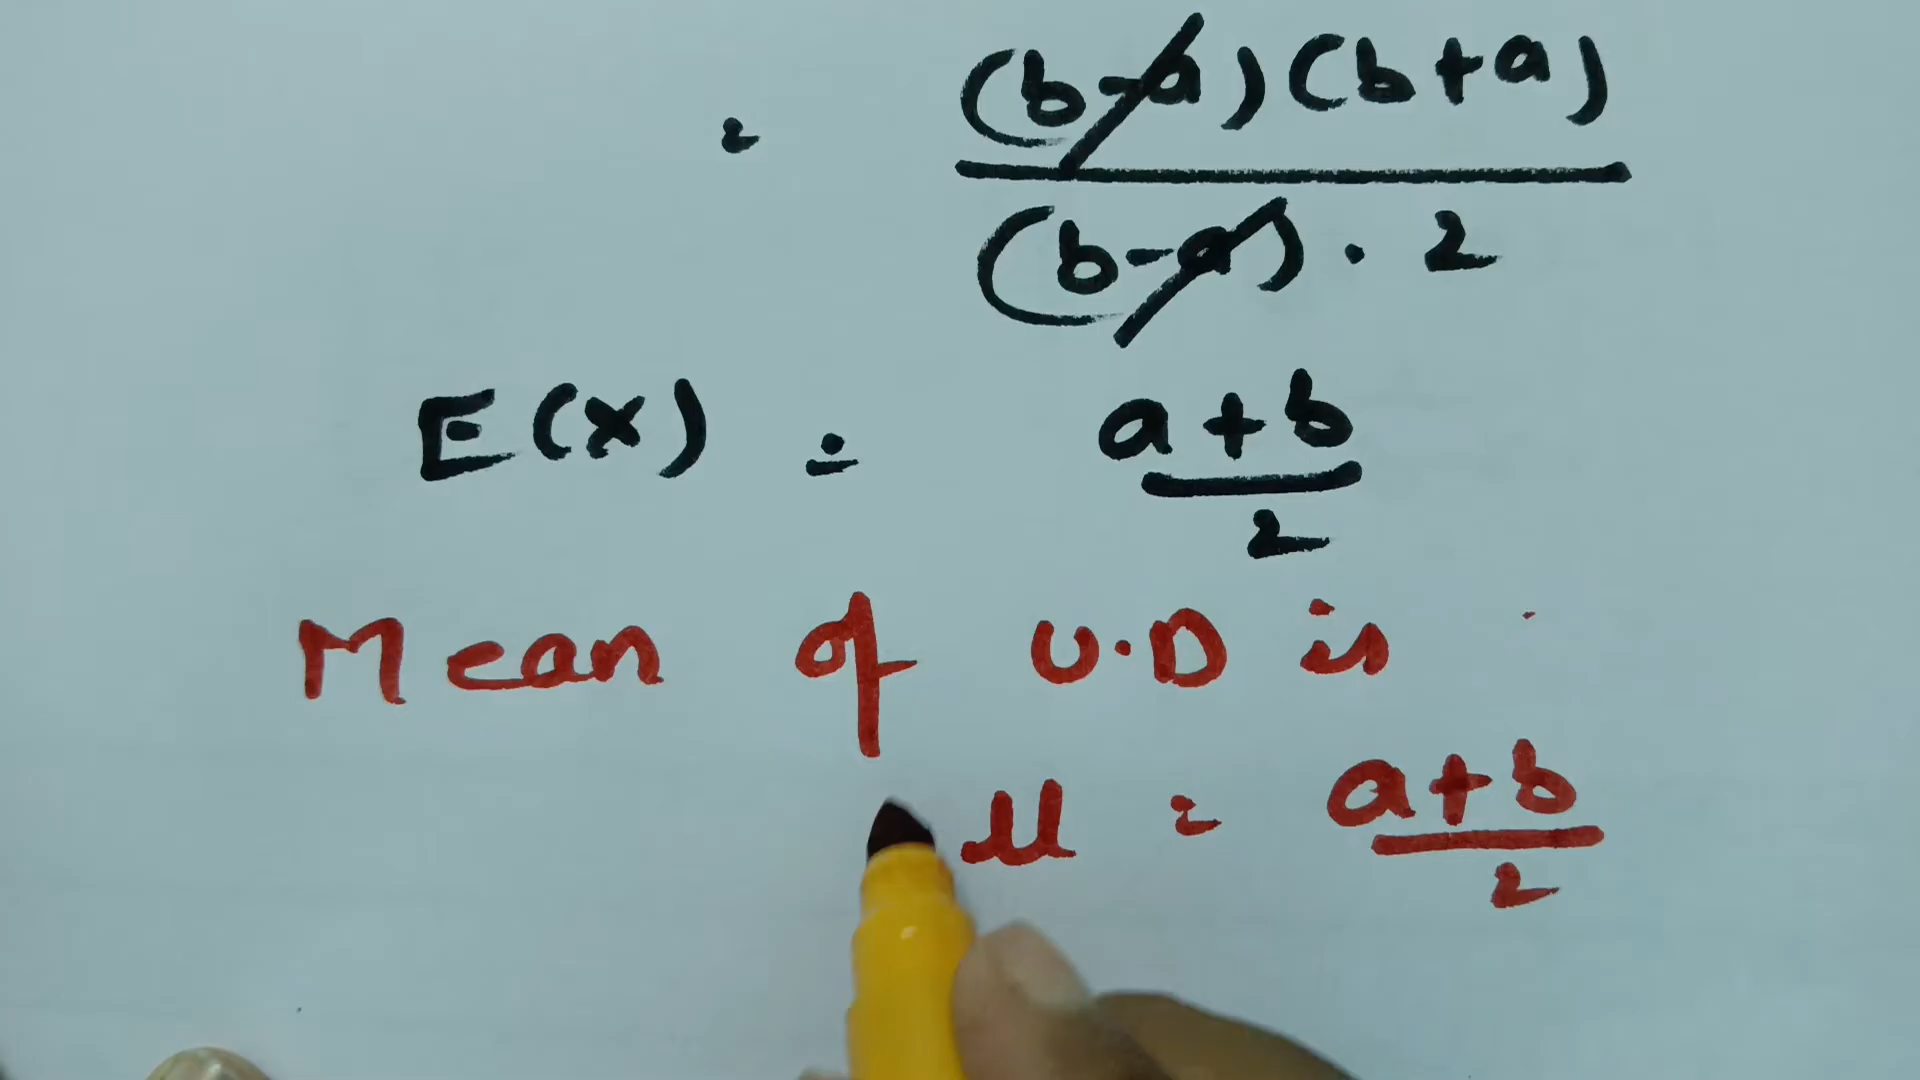 = (b-a)(b+a) / (b-a) . 2
E(X) = a+b / 2
Mean of U.D is
μ = a+b / 2